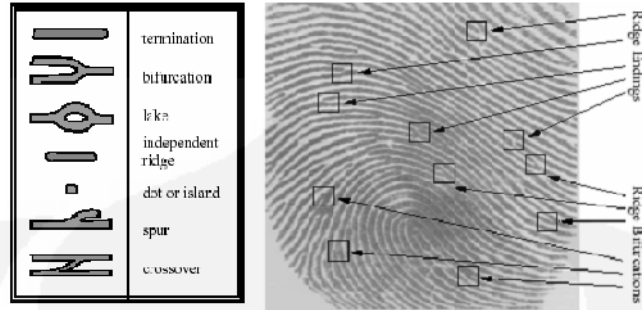 termination
bifurcation
lake
independent
ridge
dot or island
spur
crossover
Ridge Endings
Ridge Bifurcations